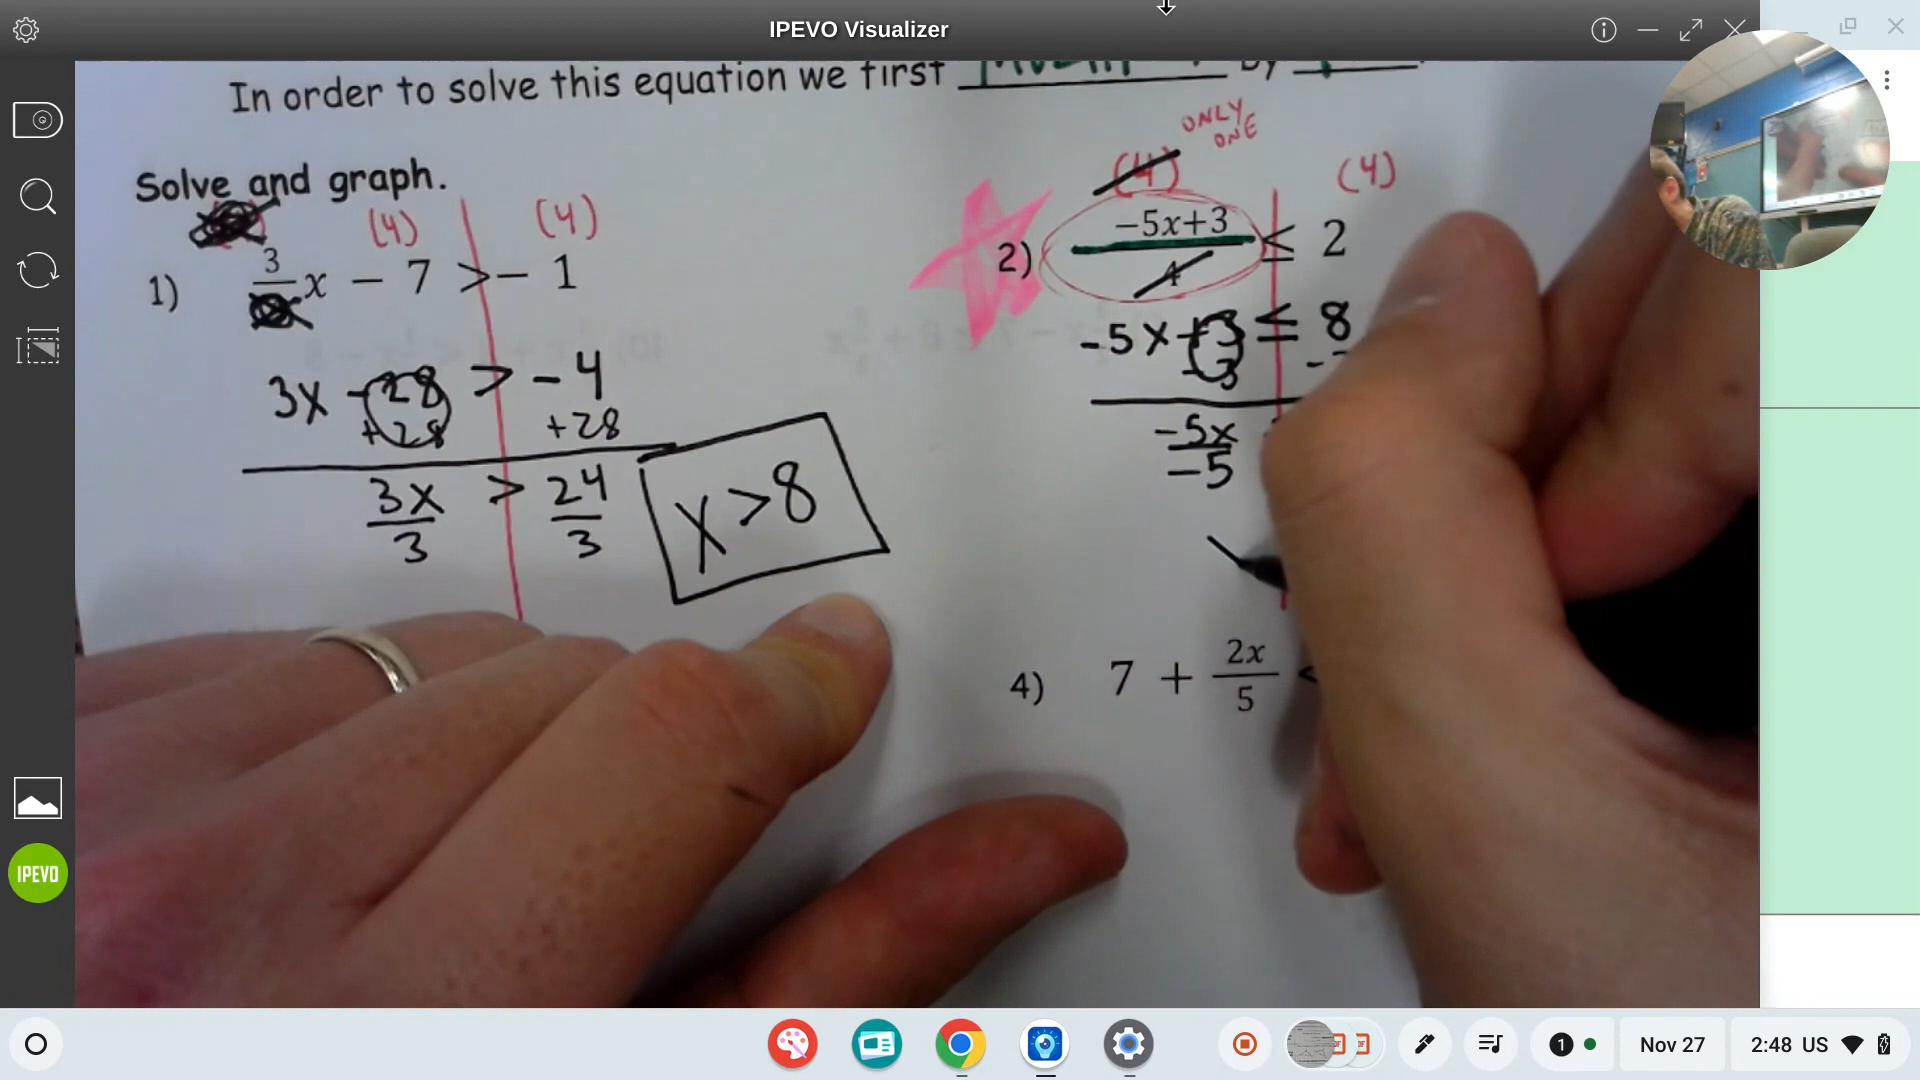 IPEVO Visualizer
In order to solve this equation we first by
Solve and graph.
(4) (4)
1) 3/ x − 7 > − 1
3x - 28 > - 4
+28 +28
3x/3 > 24/3
x > 8
ONLY
ONE
(4) (4)
2) −5x+3/4 ≤ 2
-5x + 3 ≤ 8
- 3 -
-5x/-5
4) 7 + 2x/5 <
IPEVO
1
Nov 27
2:48 US